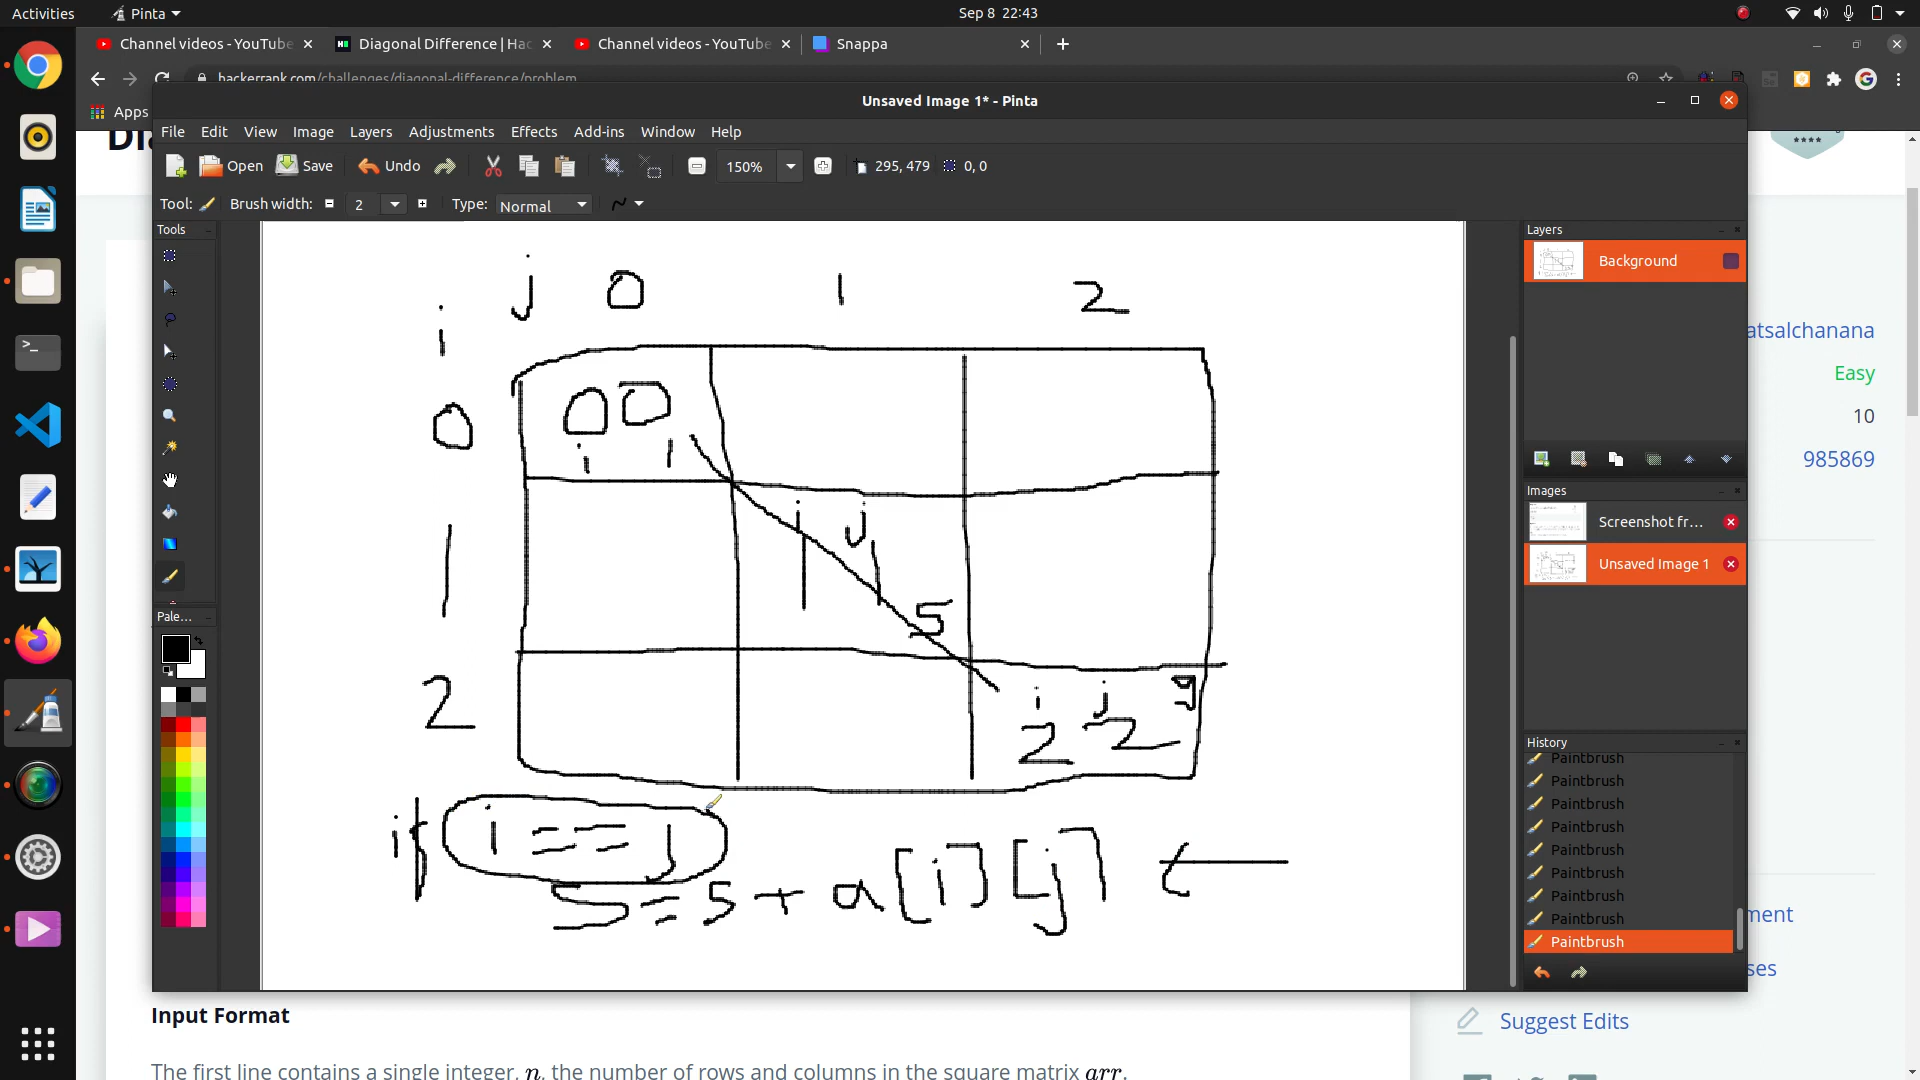 Activities Pinta Sep 8 22:43
Channel videos - YouTube Diagonal Difference | Hac Channel videos - YouTube Snappa
hackerrank.com/challenges/diagonal-difference/problem
Apps
Unsaved Image 1* - Pinta
File Edit View Image Layers Adjustments Effects Add-ins Window Help
Open Save Undo 150% 295, 479 0, 0
Tool: Brush width: 2 Type: Normal
Tools
Layers
Background
j 0 1 2
i
0 00
i
1 i j
1 1
5
2 i j 9
2 2
if i == j
S = S + a[i][j]
Pale...
Images
Screenshot fr...
Unsaved Image 1
History
Paintbrush
Paintbrush
Paintbrush
Paintbrush
Paintbrush
Paintbrush
Paintbrush
Paintbrush
Paintbrush
atsalchanana
Easy
10
985869
Suggest Edits
Input Format
The first line contains a single integer, n, the number of rows and columns in the square matrix arr.